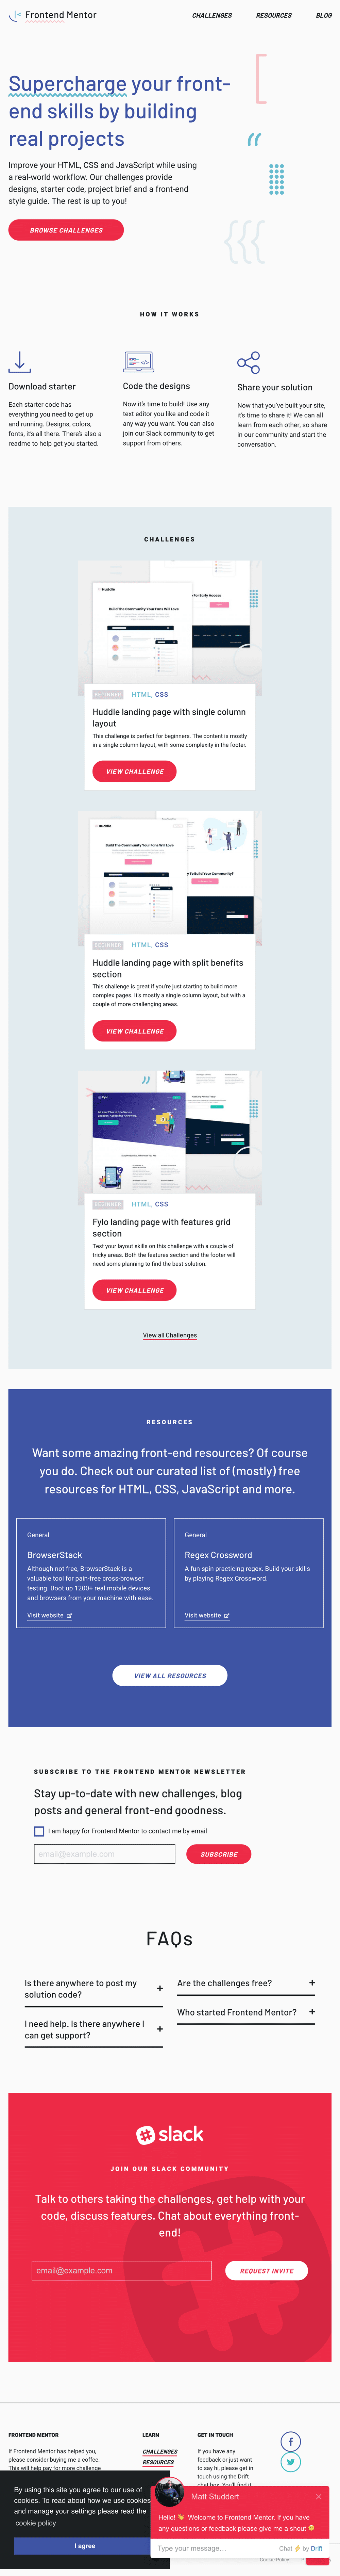 Frontend Mentor
CHALLENGES RESOURCES BLOG
Supercharge your front-
end skills by building
real projects
Improve your HTML, CSS and JavaScript while using
a real-world workflow. Our challenges provide
designs, starter code, project brief and a front-end
style guide. The rest is up to you!
BROWSE CHALLENGES
HOW IT WORKS
Download starter
Each starter code has
everything you need to get up
and running. Designs, colors,
fonts, it's all there. There's also a
readme to help get you started.
Code the designs
Now it's time to build! Use any
text editor you like and code it
any way you want. You can also
join our Slack community to get
support from others.
Share your solution
Now that you've built your site,
it's time to share it! We can all
learn from each other, so share
in our community and start the
conversation.
CHALLENGES
Huddle
Build The Community Your Fans Will Love
BEGINNER HTML, CSS
Huddle landing page with single column
layout
This challenge is perfect for beginners. The content is mostly
in a single column layout, with some complexity in the footer.
VIEW CHALLENGE
Huddle
Build The Community Your Fans Will Love
BEGINNER HTML, CSS
Huddle landing page with split benefits
section
This challenge is great if you're just starting to build more
complex pages. It's mostly a single column layout, but with a
couple of more challenging areas.
VIEW CHALLENGE
Fylo
BEGINNER HTML, CSS
Fylo landing page with features grid
section
Test your layout skills on this challenge with a couple of
tricky areas. Both the features section and the footer will
need some planning to find the best solution.
VIEW CHALLENGE
View all Challenges
RESOURCES
Want some amazing front-end resources? Of course
you do. Check out our curated list of (mostly) free
resources for HTML, CSS, JavaScript and more.
General
BrowserStack
Although not free, BrowserStack is a
valuable tool for pain-free cross-browser
testing. Boot up 1200+ real mobile devices
and browsers from your machine with ease.
Visit website
General
Regex Crossword
A fun spin practicing regex. Build your skills
by playing Regex Crossword.
Visit website
VIEW ALL RESOURCES
SUBSCRIBE TO THE FRONTEND MENTOR NEWSLETTER
Stay up-to-date with new challenges, blog
posts and general front-end goodness.
I am happy for Frontend Mentor to contact me by email
email@example.com
SUBSCRIBE
FAQs
Is there anywhere to post my
solution code?
I need help. Is there anywhere I
can get support?
Are the challenges free?
Who started Frontend Mentor?
slack
JOIN OUR SLACK COMMUNITY
Talk to others taking the challenges, get help with your
code, discuss features. Chat about everything front-
end!
email@example.com
REQUEST INVITE
FRONTEND MENTOR
If Frontend Mentor has helped you,
please consider buying me a coffee.
This will help pay for more challenge
LEARN
CHALLENGES
RESOURCES
GET IN TOUCH
If you have any
feedback or just want
to say hi, please get in
touch using the Drift
chat box. You'll find it
By using this site you agree to our use of
cookies. To read about how we use cookies
and manage your settings please read the
cookie policy
I agree
Matt Studdert
Hello! 👋 Welcome to Frontend Mentor. If you have
any questions or feedback please give me a shout 😊
Type your message...
Chat ⚡ by Drift
Cookie Policy